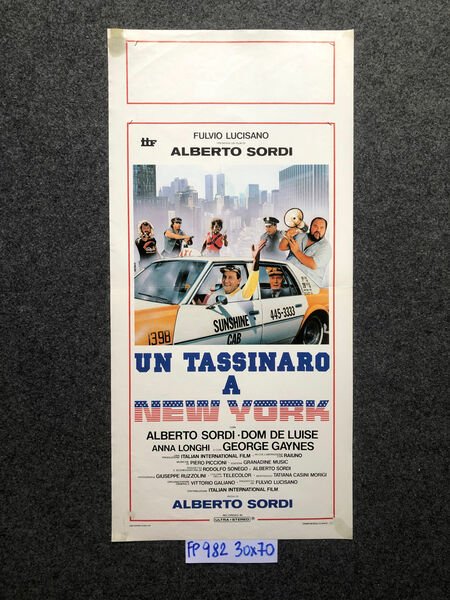 FULVIO LUCISANO
IIF
ALBERTO SORDI
1398
SUNSHINE
CAB
445-3333
UN TASSINARO
A
NEW YORK
ALBERTO SORDI - DOM DE LUISE
ANNA LONGHI GEORGE GAYNES
ITALIAN INTERNATIONAL FILM RAIUNO
PIERO PICCIONI GRANADINE MUSIC
RODOLFO SONEGO ALBERTO SORDI
GIUSEPPE RUZZOLINI TELECOLOR TATIANA CASINI MORIGI
VITTORIO GALIANO FULVIO LUCISANO
ITALIAN INTERNATIONAL FILM
ALBERTO SORDI
ULTRA-STEREO
FP982 30x70